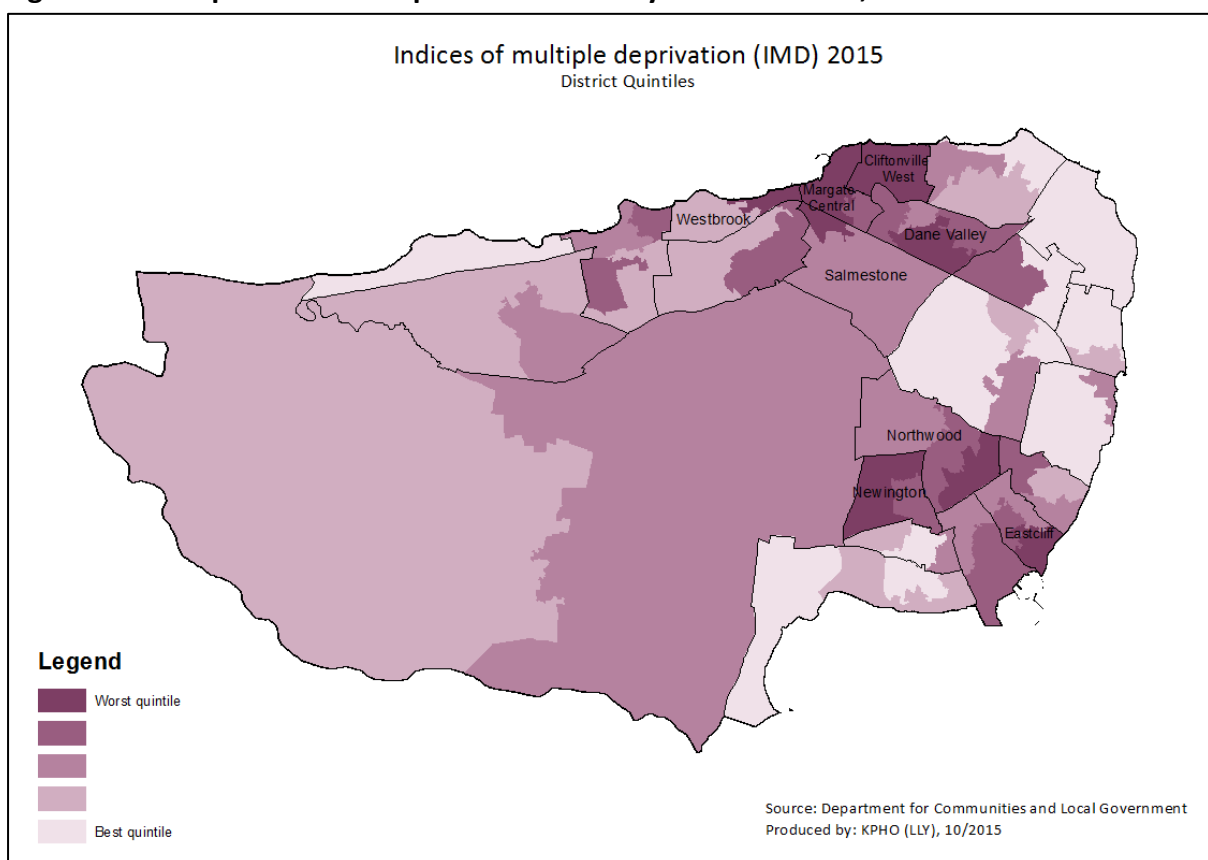 Indices of multiple deprivation (IMD) 2015
District Quintiles
Cliftonville
West
Margate
Central
Westbrook
Dane Valley
Salmestone
Northwood
Newington
Eastcliff
Legend
Worst quintile
Best quintile
Source: Department for Communities and Local Government
Produced by: KPHO (LLY), 10/2015